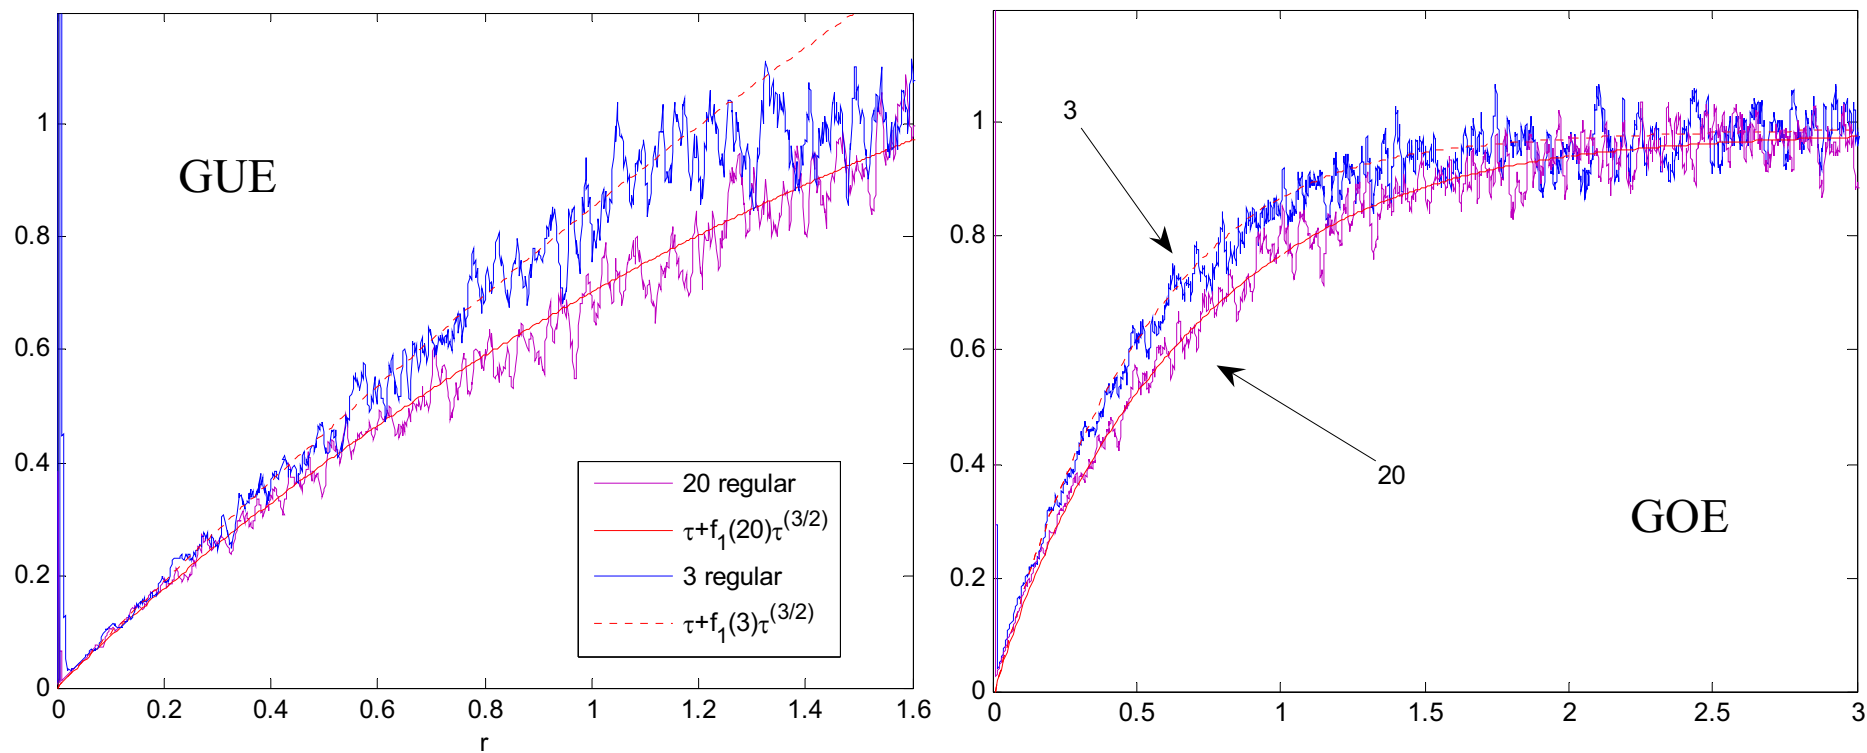 GUE
1
0.8
0.6
0.4
0.2
0
0 0.2 0.4 0.6 0.8 1 1.2 1.4 1.6
r
20 regular
τ+f₁(20)τ^(3/2)
3 regular
τ+f₁(3)τ^(3/2)
3
20
GOE
1
0.8
0.6
0.4
0.2
0
0 0.5 1 1.5 2 2.5 3